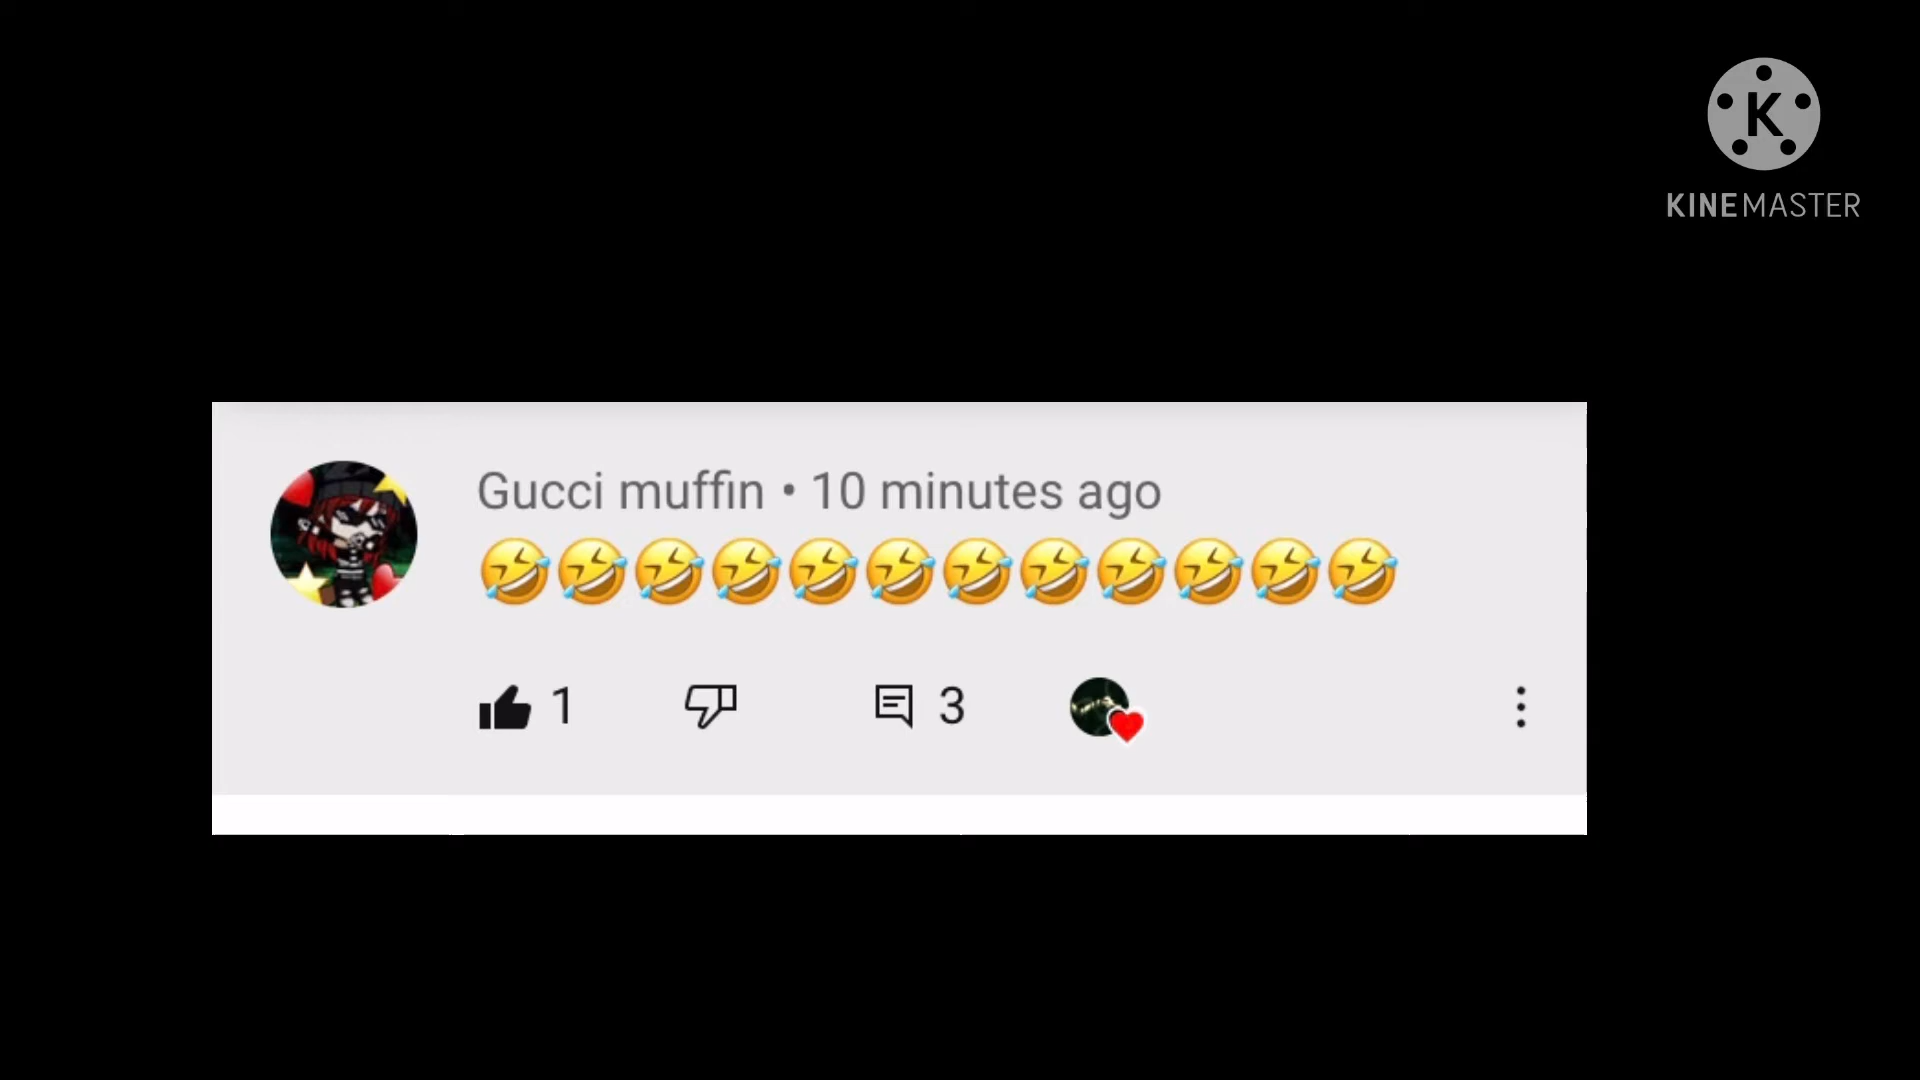 K
KINEMASTER
Gucci muffin • 10 minutes ago
🤣🤣🤣🤣🤣🤣🤣🤣🤣🤣🤣🤣
1 3